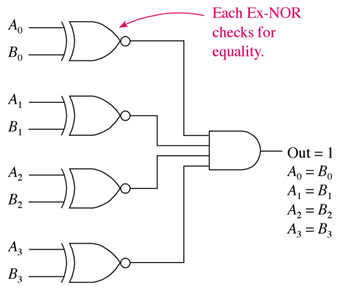 A₀
B₀
Each Ex-NOR
checks for
equality.
A₁
B₁
A₂
B₂
A₃
B₃
Out = 1
A₀ = B₀
A₁ = B₁
A₂ = B₂
A₃ = B₃